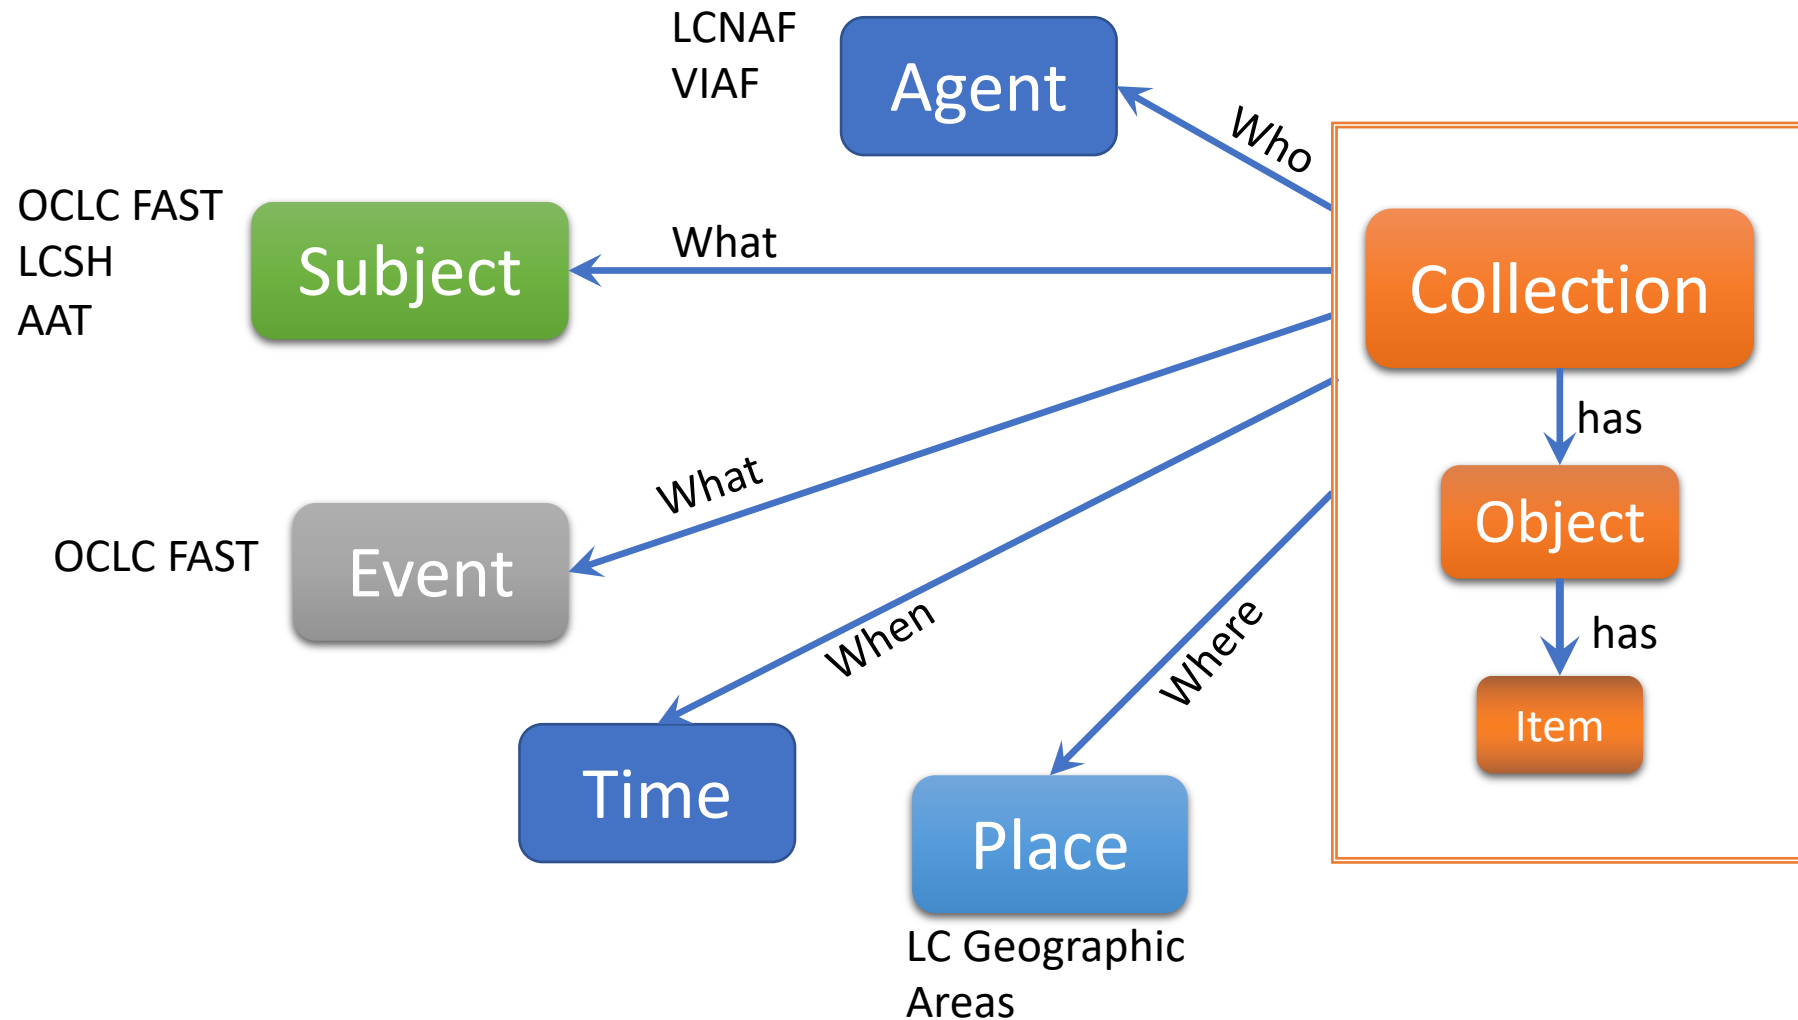 LCNAF
VIAF
Agent
Who
OCLC FAST
LCSH
AAT
Subject
What
Collection
has
What
Object
OCLC FAST
Event
When
Where
has
Item
Time
Place
LC Geographic
Areas